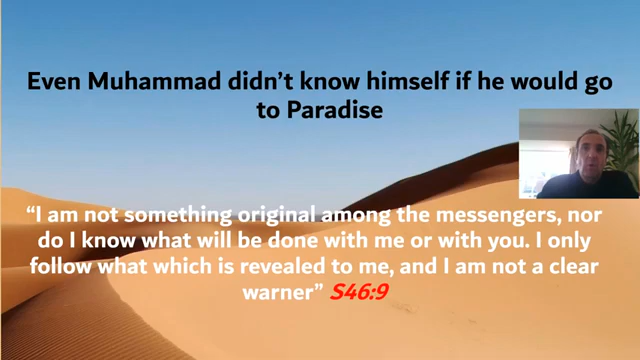 Even Muhammad didn't know himself if he would go
to Paradise
“I am not something original among the messengers, nor
do I know what will be done with me or with you. I only
follow what which is revealed to me, and I am not a clear
warner” S46:9